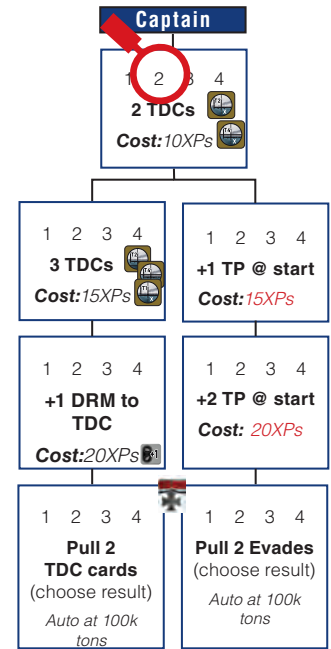 Captain
1 2 3 4
2 TDCs
Cost:10XPs
1 2 3 4
3 TDCs
Cost:15XPs
1 2 3 4
+1 TP @ start
Cost:15XPs
1 2 3 4
+1 DRM to
TDC
Cost:20XPs
1 2 3 4
+2 TP @ start
Cost: 20XPs
1 2 3 4
Pull 2
TDC cards
(choose result)
Auto at 100k
tons
1 2 3 4
Pull 2 Evades
(choose result)
Auto at 100k
tons